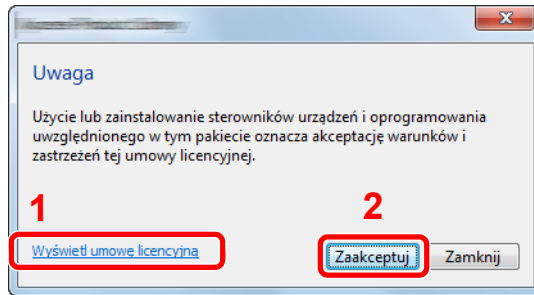 Uwaga
Użycie lub zainstalowanie sterowników urządzeń i oprogramowania
uwzględnionego w tym pakiecie oznacza akceptację warunków i
zastrzeżeń tej umowy licencyjnej.
1
2
Wyświetl umowę licencyjną
Zaakceptuj
Zamknij